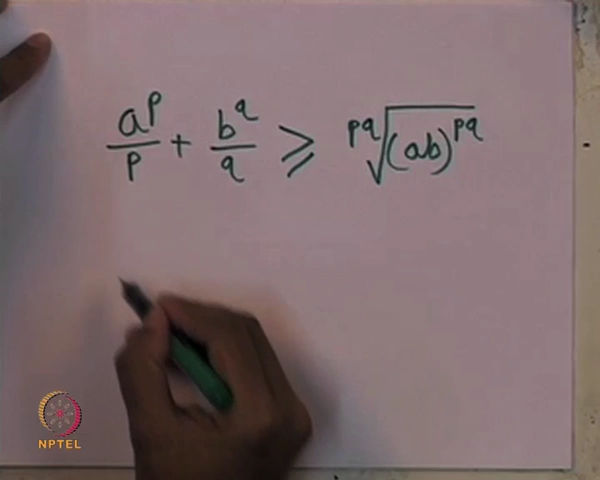 a^p/p + b^q/q ≥ ᵖ𐞥√(ab)^pq
NPTEL